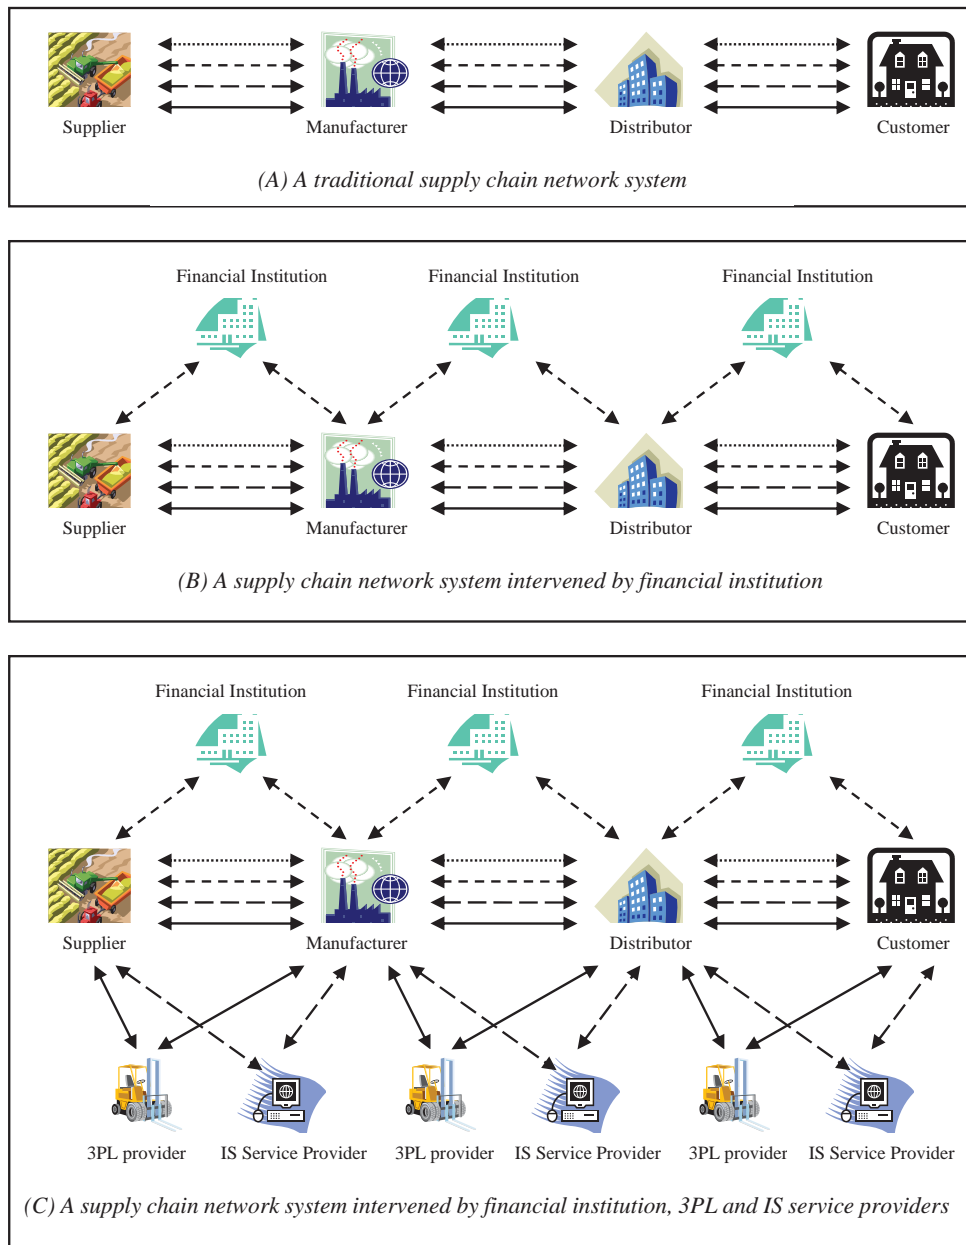 Supplier Manufacturer Distributor Customer
(A) A traditional supply chain network system
Financial Institution Financial Institution Financial Institution
Supplier Manufacturer Distributor Customer
(B) A supply chain network system intervened by financial institution
Financial Institution Financial Institution Financial Institution
Supplier Manufacturer Distributor Customer
3PL provider IS Service Provider 3PL provider IS Service Provider 3PL provider IS Service Provider
(C) A supply chain network system intervened by financial institution, 3PL and IS service providers